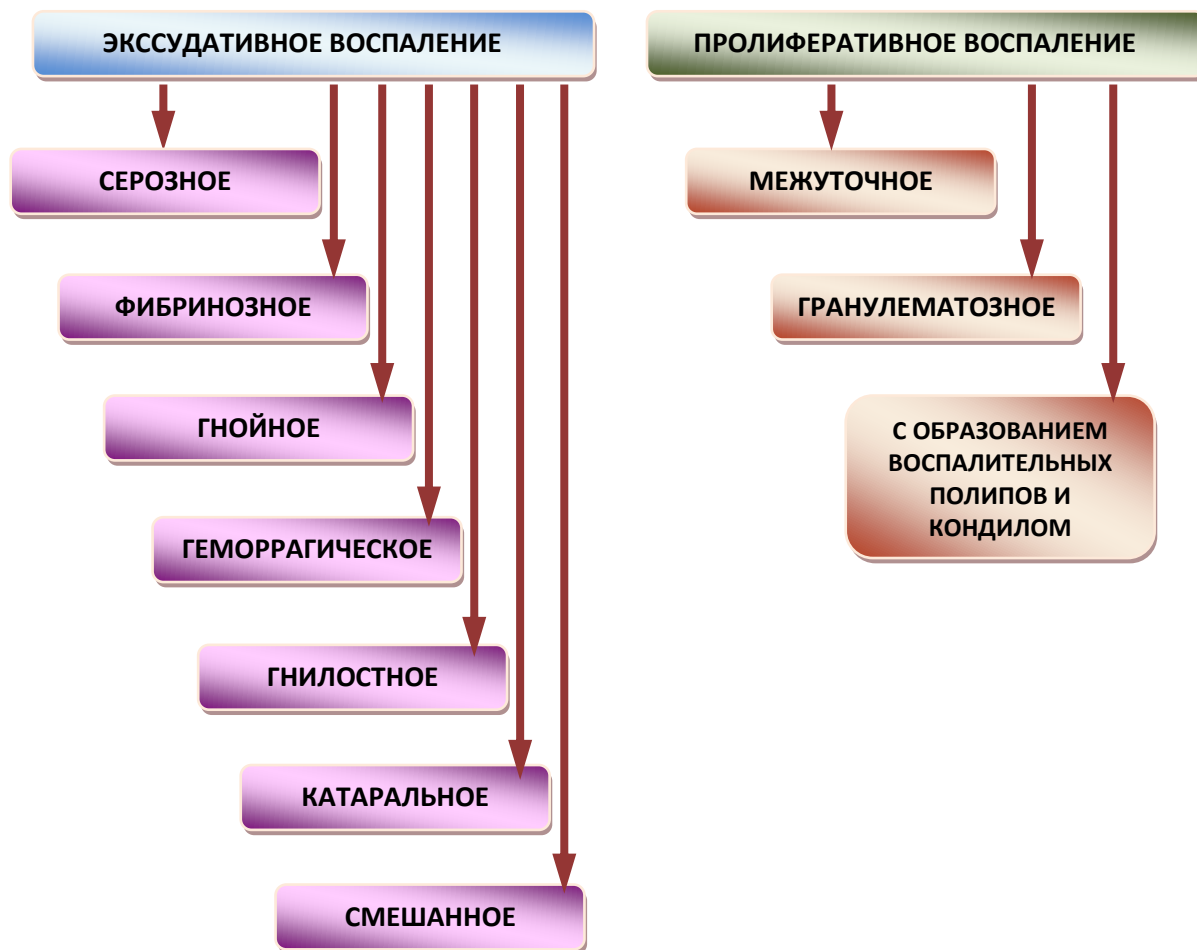 ЭКССУДАТИВНОЕ ВОСПАЛЕНИЕ
СЕРОЗНОЕ
ФИБРИНОЗНОЕ
ГНОЙНОЕ
ГЕМОРРАГИЧЕСКОЕ
ГНИЛОСТНОЕ
КАТАРАЛЬНОЕ
СМЕШАННОЕ
ПРОЛИФЕРАТИВНОЕ ВОСПАЛЕНИЕ
МЕЖУТОЧНОЕ
ГРАНУЛЕМАТОЗНОЕ
С ОБРАЗОВАНИЕМ
ВОСПАЛИТЕЛЬНЫХ
ПОЛИПОВ И
КОНДИЛОМ